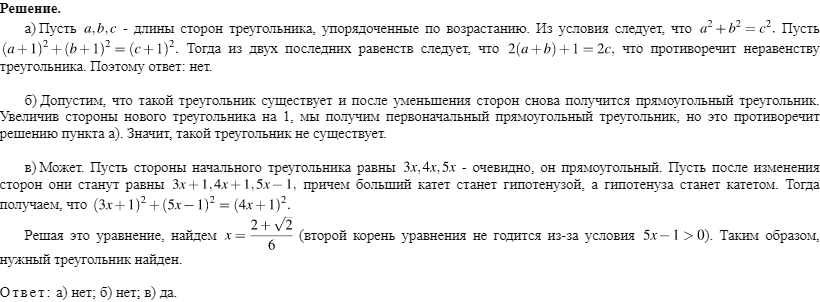 Решение.
а) Пусть a, b, c - длины сторон треугольника, упорядоченные по возрастанию. Из условия следует, что a² + b² = c². Пусть
(a + 1)² + (b + 1)² = (c + 1)². Тогда из двух последних равенств следует, что 2(a + b) + 1 = 2c, что противоречит неравенству
треугольника. Поэтому ответ: нет.
б) Допустим, что такой треугольник существует и после уменьшения сторон снова получится прямоугольный треугольник.
Увеличив стороны нового треугольника на 1, мы получим первоначальный прямоугольный треугольник, но это противоречит
решению пункта а). Значит, такой треугольник не существует.
в) Может. Пусть стороны начального треугольника равны 3x, 4x, 5x - очевидно, он прямоугольный. Пусть после изменения
сторон они станут равны 3x + 1, 4x + 1, 5x − 1, причем больший катет станет гипотенузой, а гипотенуза станет катетом. Тогда
получаем, что (3x + 1)² + (5x − 1)² = (4x + 1)².
Решая это уравнение, найдем x = (2 + √2)/6 (второй корень уравнения не годится из-за условия 5x − 1 > 0). Таким образом,
нужный треугольник найден.
Ответ: а) нет; б) нет; в) да.